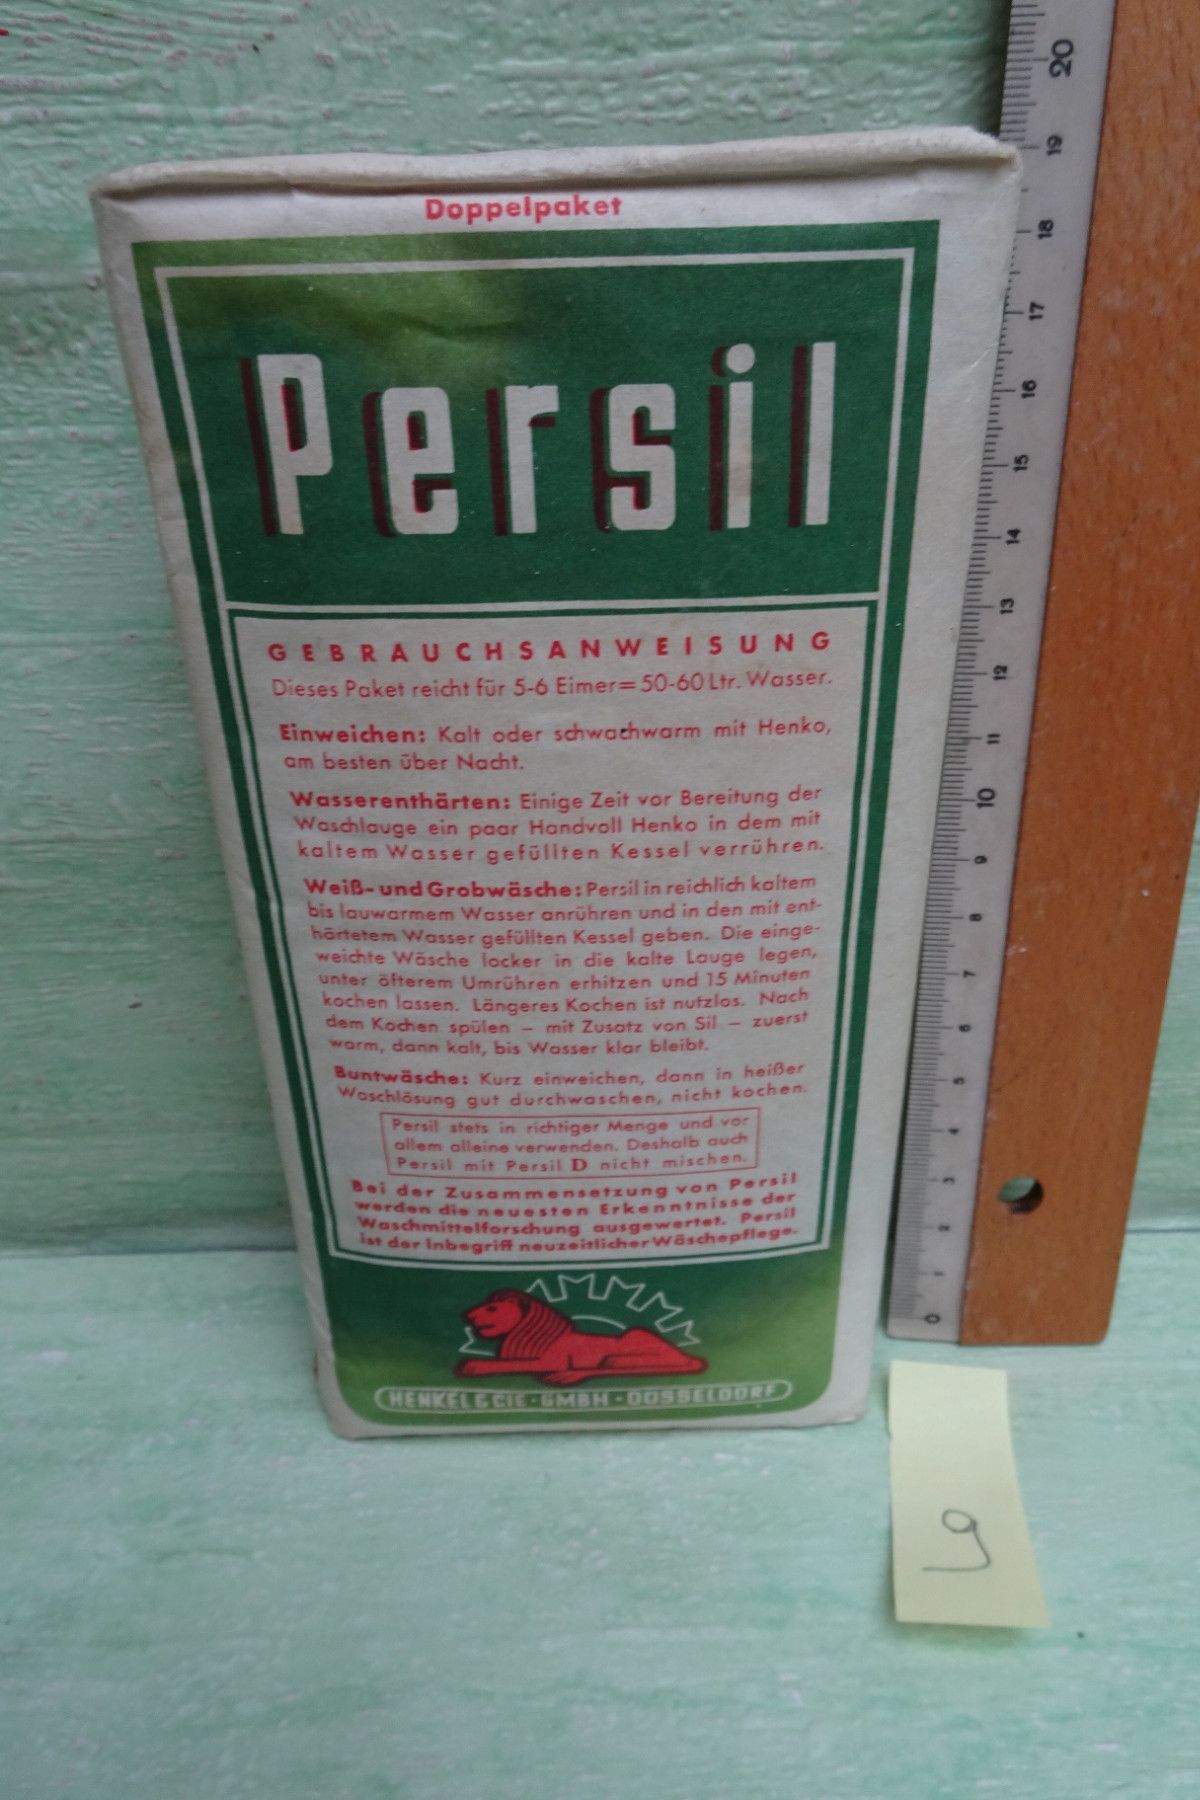 Doppelpaket
Persil
GEBRAUCHSANWEISUNG
Dieses Paket reicht für 5-6 Eimer=50-60 Ltr. Wasser.
Einweichen: Kalt oder schwachwarm mit Henko,
am besten über Nacht.
Wasserenthärten: Einige Zeit vor Bereitung der
Waschlauge ein paar Handvoll Henko in dem mit
kaltem Wasser gefüllten Kessel verrühren.
Weiß- und Grobwäsche: Persil in reichlich kaltem
bis lauwarmem Wasser anrühren und in den mit ent-
härtetem Wasser gefüllten Kessel geben. Die einge-
weichte Wäsche locker in die kalte Lauge legen,
unter öfterem Umrühren erhitzen und 15 Minuten
kochen lassen. Längeres Kochen ist nutzlos. Nach
dem Kochen spülen – mit Zusatz von Sil – zuerst
warm, dann kalt, bis Wasser klar bleibt.
Buntwäsche: Kurz einweichen, dann in heißer
Waschlösung gut durchwaschen, nicht kochen.
Persil stets in richtiger Menge und vor
allem alleine verwenden. Deshalb auch
Persil mit Persil D nicht mischen.
Bei der Zusammensetzung von Persil
werden die neuesten Erkenntnisse der
Waschmittelforschung ausgewertet. Persil
ist der Inbegriff neuzeitlicher Wäschepflege.
HENKEL & CIE · GMBH · DÜSSELDORF
20
19
18
17
16
15
14
13
12
11
10
9
8
7
6
5
4
3
2
1
0